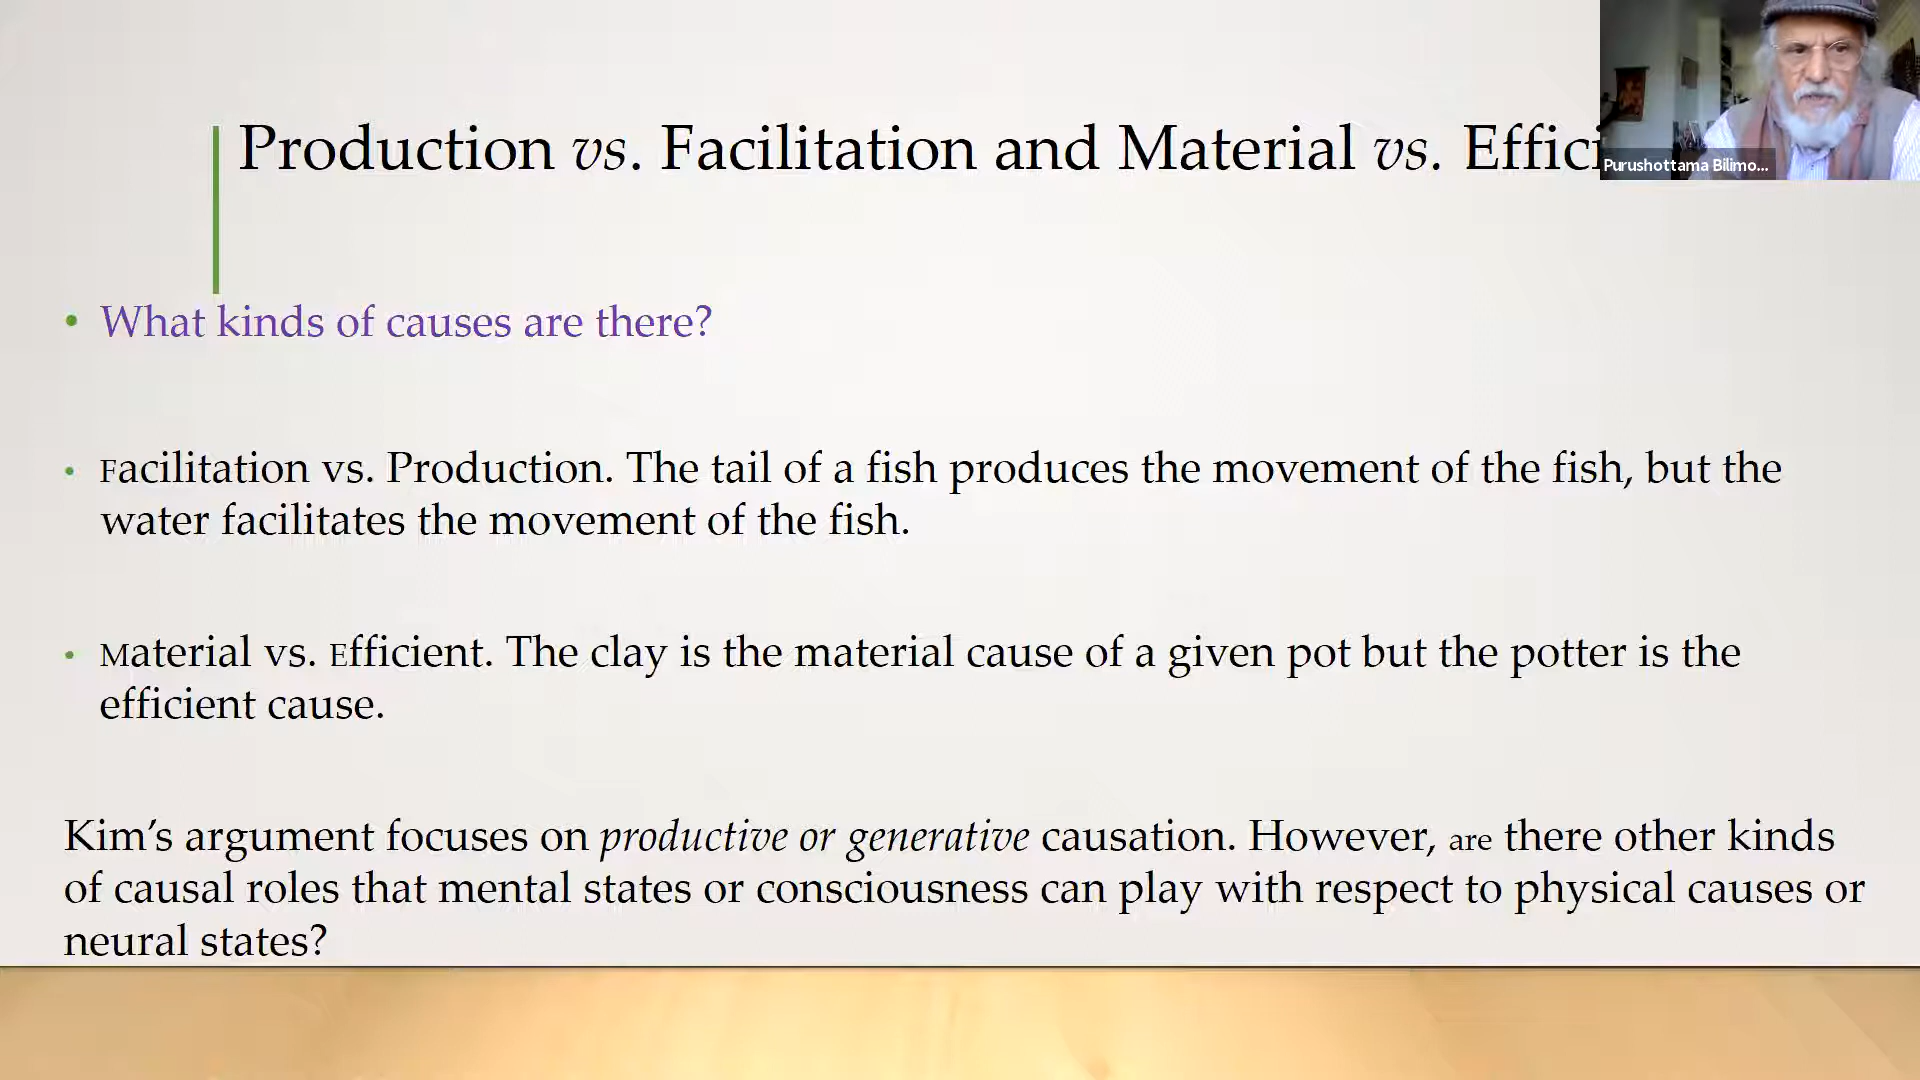 Production vs. Facilitation and Material vs. Effici
Purushottama Bilimo...
• What kinds of causes are there?
• Facilitation vs. Production. The tail of a fish produces the movement of the fish, but the
water facilitates the movement of the fish.
• Material vs. Efficient. The clay is the material cause of a given pot but the potter is the
efficient cause.
Kim’s argument focuses on productive or generative causation. However, are there other kinds
of causal roles that mental states or consciousness can play with respect to physical causes or
neural states?